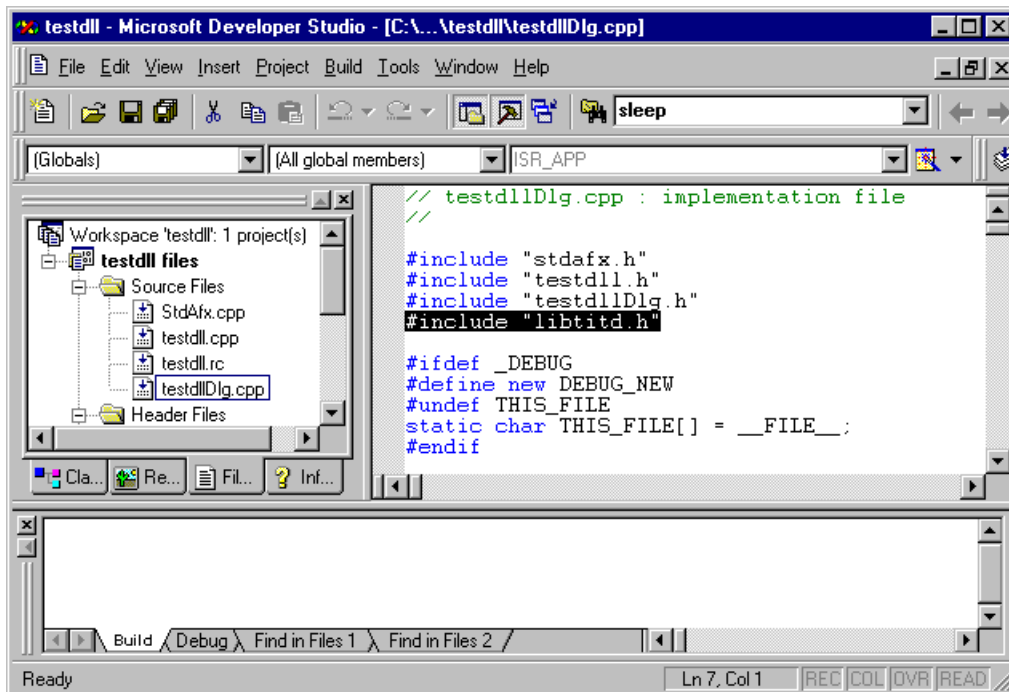 testdll - Microsoft Developer Studio - [C:\...\testdll\testdllDlg.cpp]
File Edit View Insert Project Build Tools Window Help
sleep
(Globals) (All global members) ISR_APP
Workspace 'testdll': 1 project(s)
testdll files
Source Files
StdAfx.cpp
testdll.cpp
testdll.rc
testdllDlg.cpp
Header Files
Cla... Re... Fil... Inf...
// testdllDlg.cpp : implementation file
//
#include "stdafx.h"
#include "testdll.h"
#include "testdllDlg.h"
#include "libtitd.h"
#ifdef _DEBUG
#define new DEBUG_NEW
#undef THIS_FILE
static char THIS_FILE[] = __FILE__;
#endif
Build Debug Find in Files 1 Find in Files 2
Ready Ln 7, Col 1 REC COL OVR READ